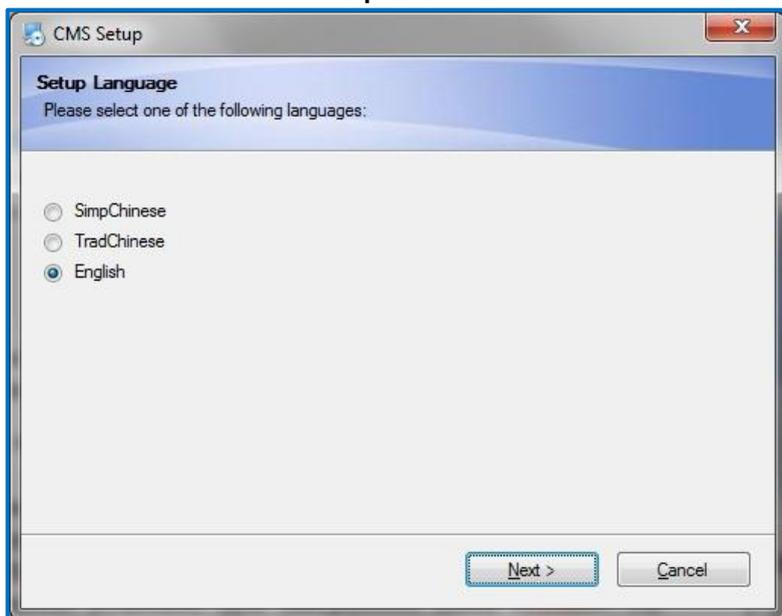 CMS Setup
Setup Language
Please select one of the following languages:
SimpChinese
TradChinese
English
Next >
Cancel